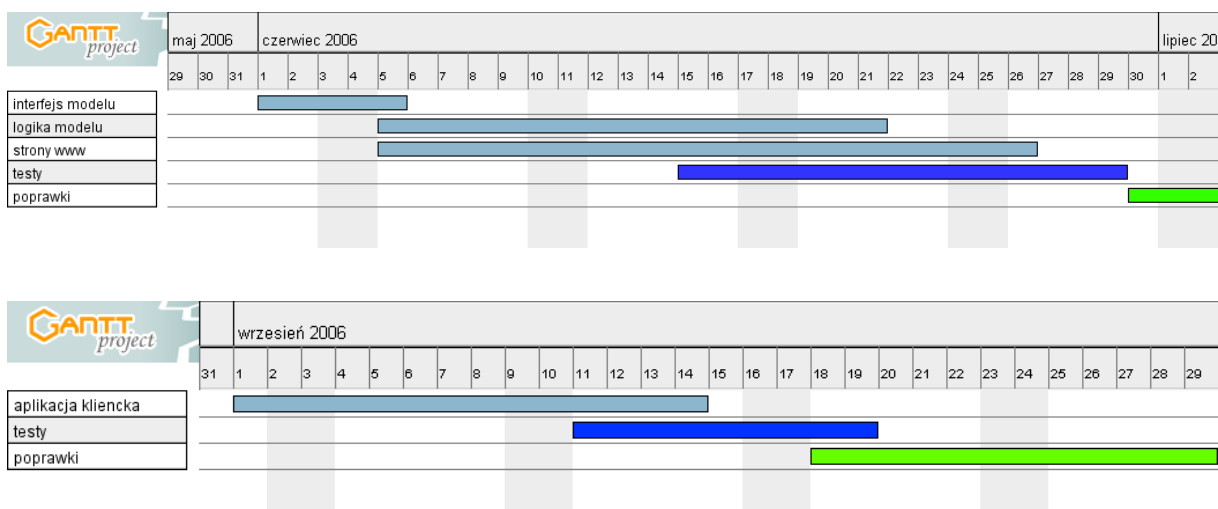 GANTT project
maj 2006 czerwiec 2006 lipiec 20
29 30 31 1 2 3 4 5 6 7 8 9 10 11 12 13 14 15 16 17 18 19 20 21 22 23 24 25 26 27 28 29 30 1 2
interfejs modelu
logika modelu
strony www
testy
poprawki
GANTT project
wrzesień 2006
31 1 2 3 4 5 6 7 8 9 10 11 12 13 14 15 16 17 18 19 20 21 22 23 24 25 26 27 28 29
aplikacja kliencka
testy
poprawki